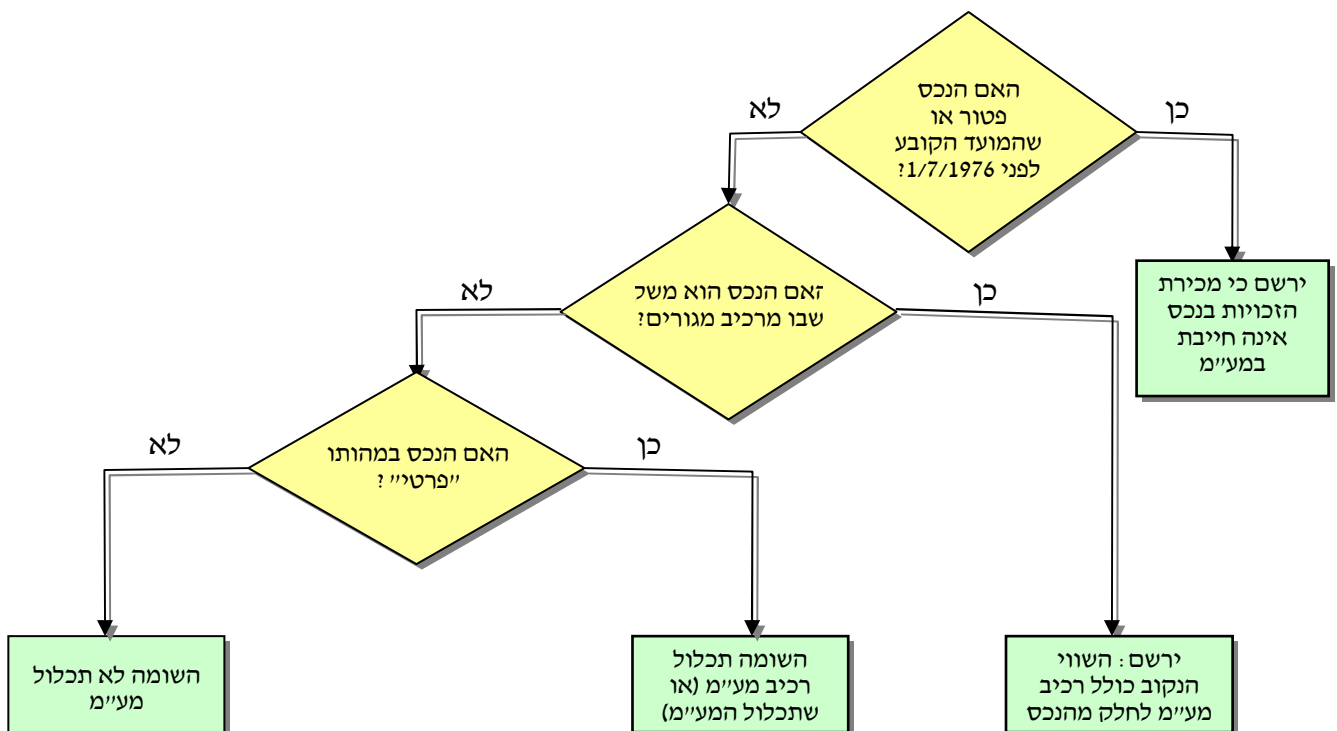 האם הנכס
פטור או
שהמועד הקובע
לפני 1/7/1976?
כן
לא
ירשם כי מכירת
הזכויות בנכס
אינה חייבת
במע״מ
האם הנכס הוא משק
שבו מרכיב מגורים?
כן
לא
האם הנכס במהותו
״פרטי״ ?
כן
לא
ירשם: השווי
הנקוב כולל רכיב
מע״מ לחלק מהנכס
השומה תכלול
רכיב מע״מ (או
שתכלול המע״מ)
השומה לא תכלול
מע״מ